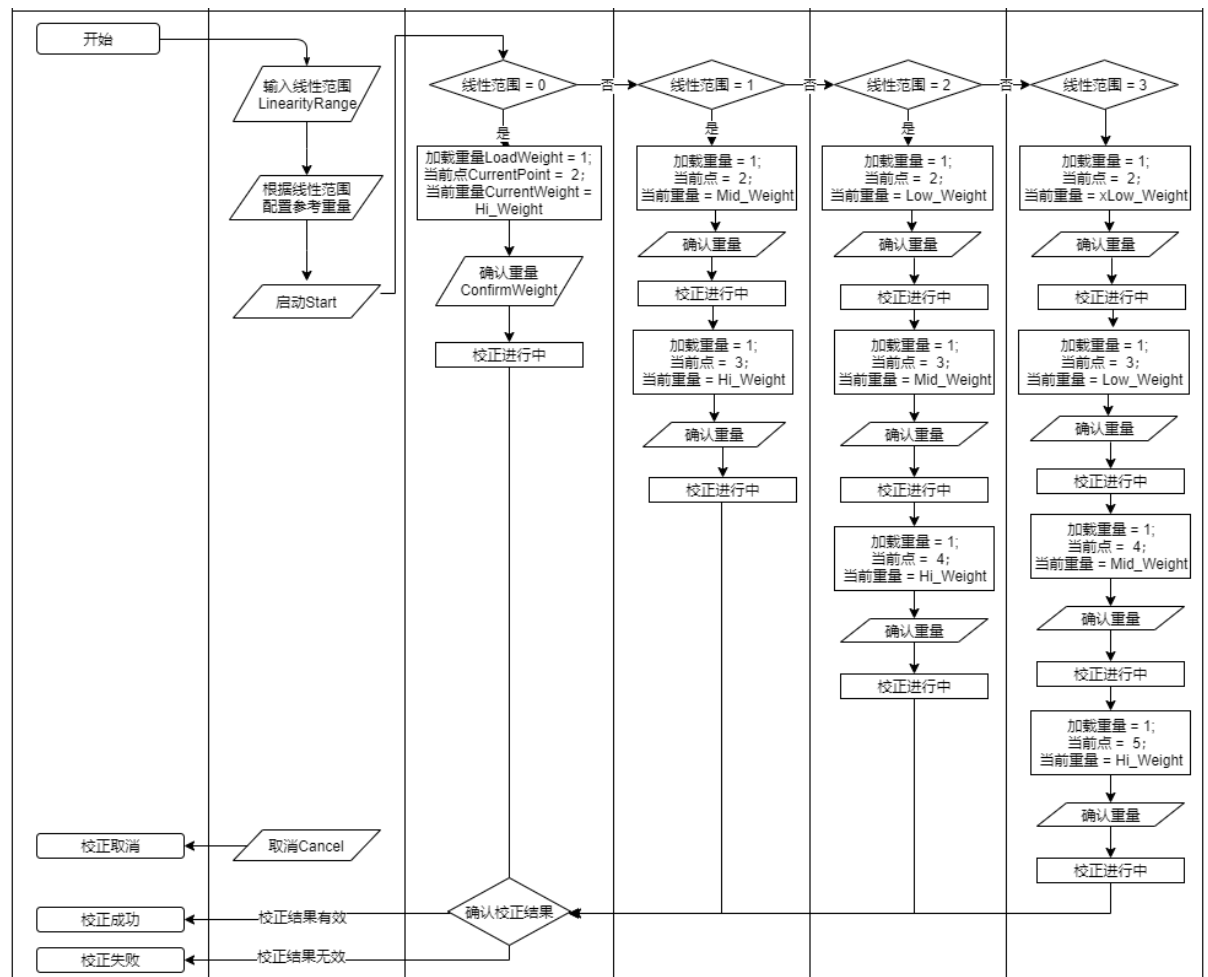 开始
输入线性范围
LinearityRange
根据线性范围
配置参考重量
启动Start
线性范围 = 0
否
线性范围 = 1
否
线性范围 = 2
否
线性范围 = 3
是
加载重量LoadWeight = 1;
当前点CurrentPoint = 2;
当前重量CurrentWeight =
Hi_Weight
确认重量
ConfirmWeight
校正进行中
是
加载重量 = 1;
当前点 = 2;
当前重量 = Mid_Weight
确认重量
校正进行中
加载重量 = 1;
当前点 = 3;
当前重量 = Hi_Weight
确认重量
校正进行中
是
加载重量 = 1;
当前点 = 2;
当前重量 = Low_Weight
确认重量
校正进行中
加载重量 = 1;
当前点 = 3;
当前重量 = Mid_Weight
确认重量
校正进行中
加载重量 = 1;
当前点 = 4;
当前重量 = Hi_Weight
确认重量
校正进行中
加载重量 = 1;
当前点 = 2;
当前重量 = xLow_Weight
确认重量
校正进行中
加载重量 = 1;
当前点 = 3;
当前重量 = Low_Weight
确认重量
校正进行中
加载重量 = 1;
当前点 = 4;
当前重量 = Mid_Weight
确认重量
校正进行中
加载重量 = 1;
当前点 = 5;
当前重量 = Hi_Weight
确认重量
校正进行中
校正取消
取消Cancel
校正成功
校正结果有效
确认校正结果
校正失败
校正结果无效